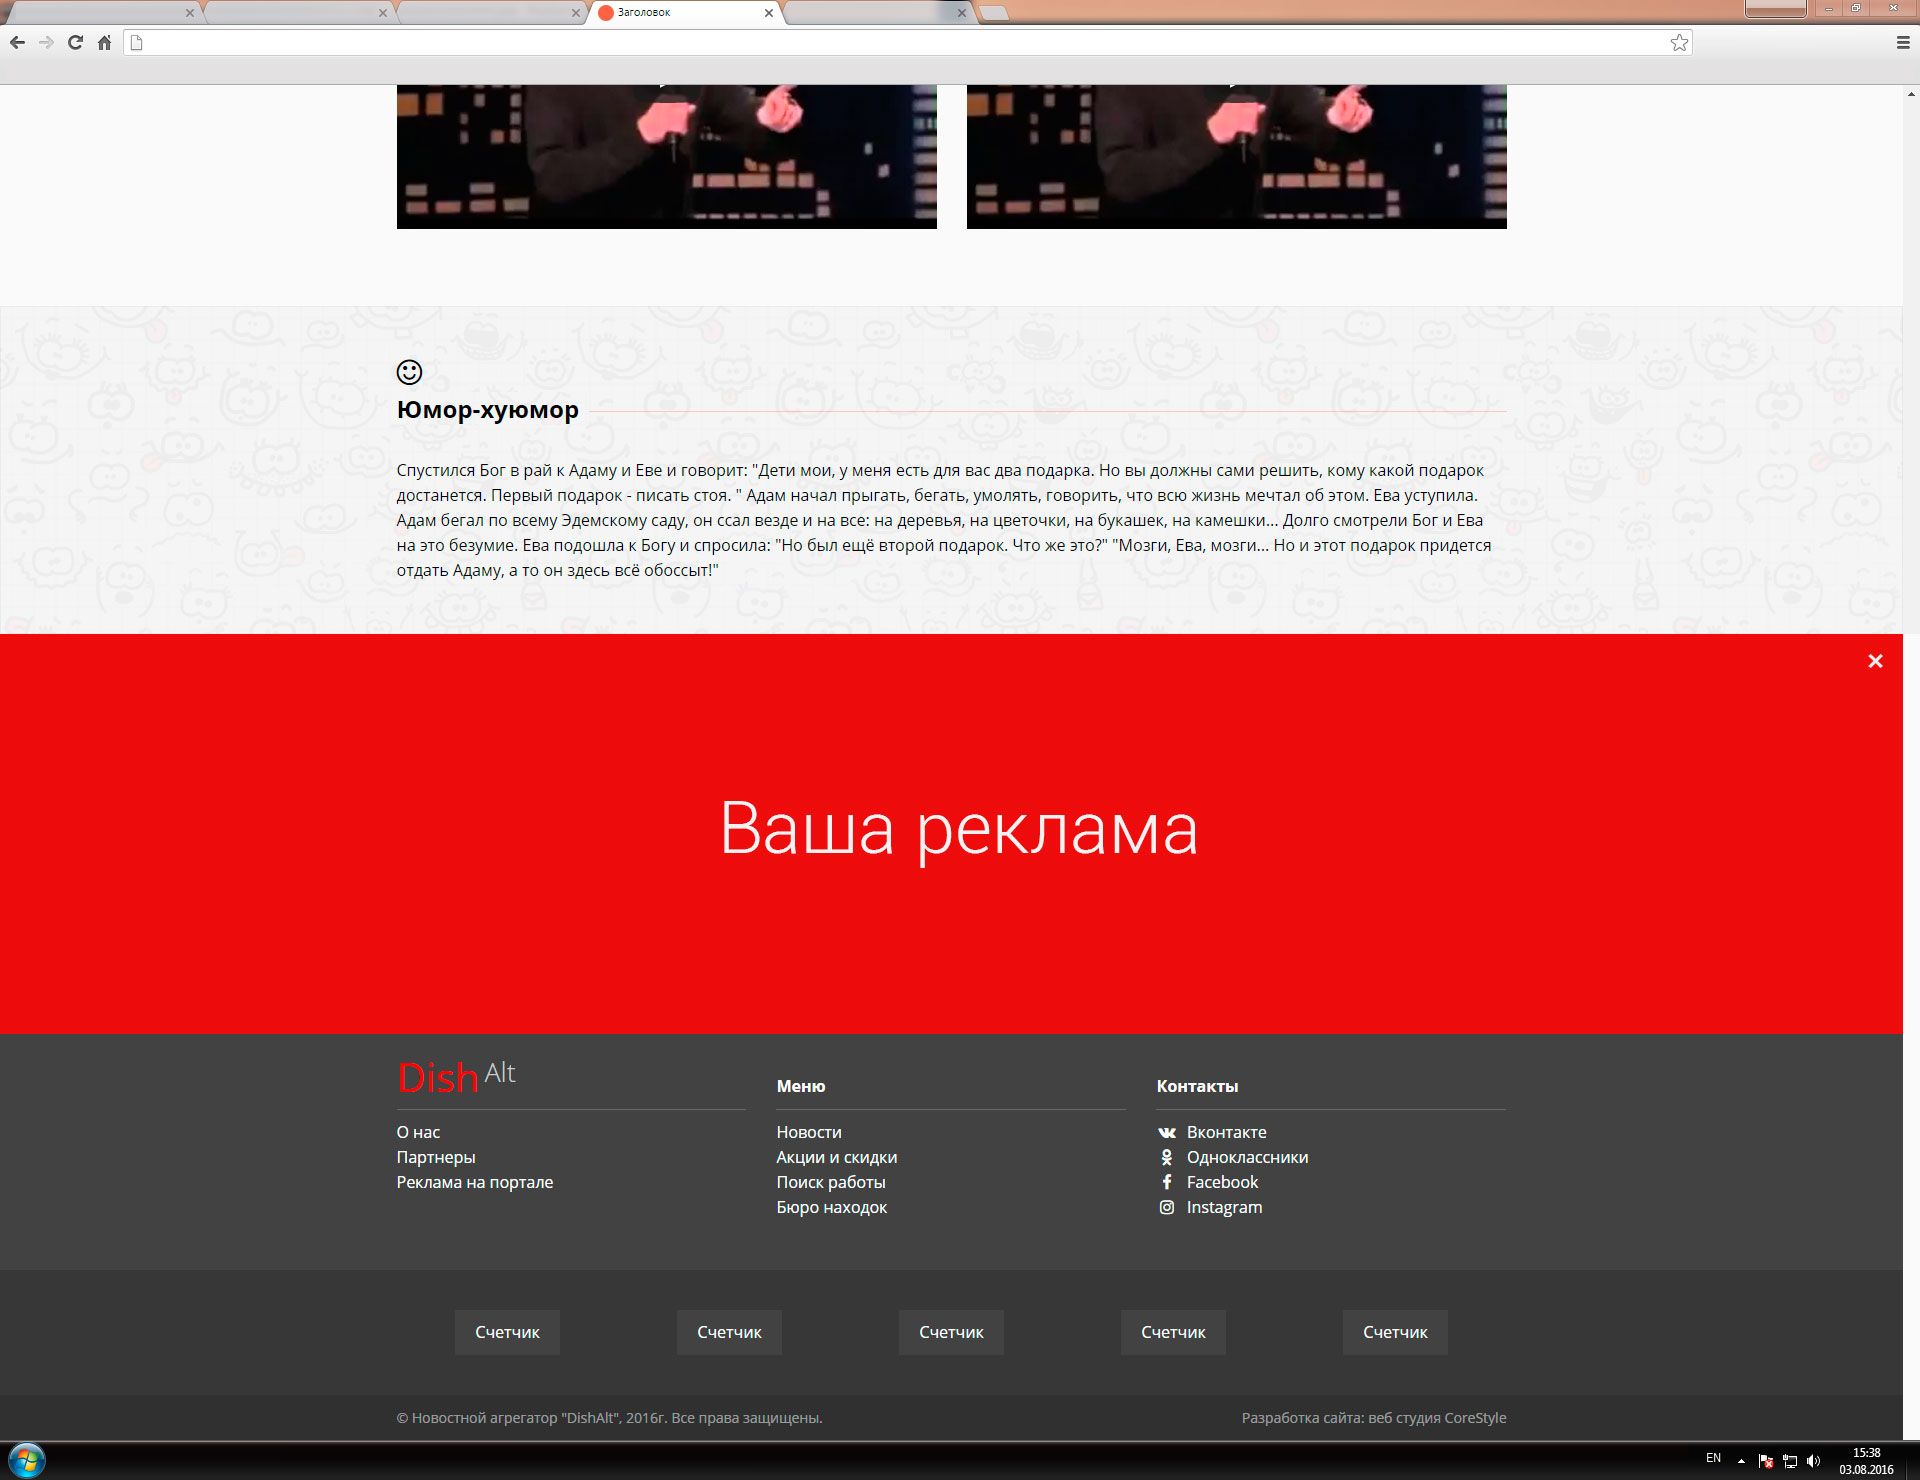 Заголовок
Юмор-хуюмор
Спустился Бог в рай к Адаму и Еве и говорит: "Дети мои, у меня есть для вас два подарка. Но вы должны сами решить, кому какой подарок
достанется. Первый подарок - писать стоя. " Адам начал прыгать, бегать, умолять, говорить, что всю жизнь мечтал об этом. Ева уступила.
Адам бегал по всему Эдемскому саду, он ссал везде и на все: на деревья, на цветочки, на букашек, на камешки... Долго смотрели Бог и Ева
на это безумие. Ева подошла к Богу и спросила: "Но был ещё второй подарок. Что же это?" "Мозги, Ева, мозги... Но и этот подарок придется
отдать Адаму, а то он здесь всё обоссыт!"
Ваша реклама
Dish Alt
О нас
Партнеры
Реклама на портале
Меню
Новости
Акции и скидки
Поиск работы
Бюро находок
Контакты
Вконтакте
Одноклассники
Facebook
Instagram
Счетчик Счетчик Счетчик Счетчик Счетчик
© Новостной агрегатор "DishAlt", 2016г. Все права защищены.
Разработка сайта: веб студия CoreStyle
EN
15:38
03.08.2016